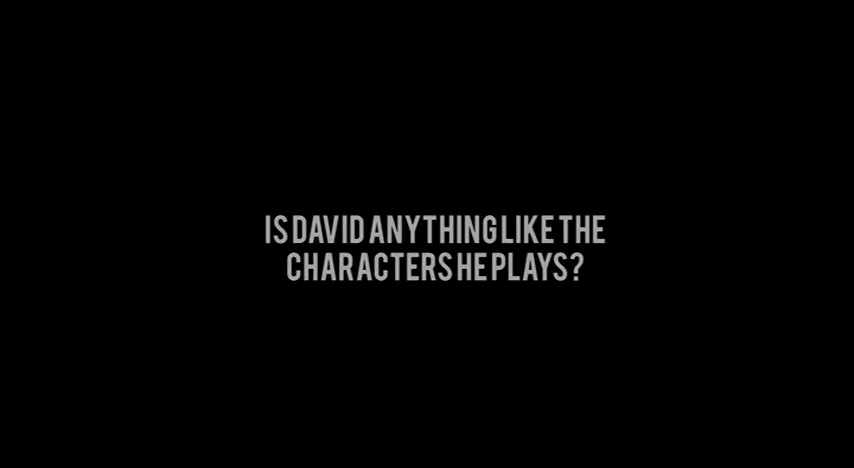 IS DAVID ANYTHING LIKE THE
CHARACTERS HE PLAYS?